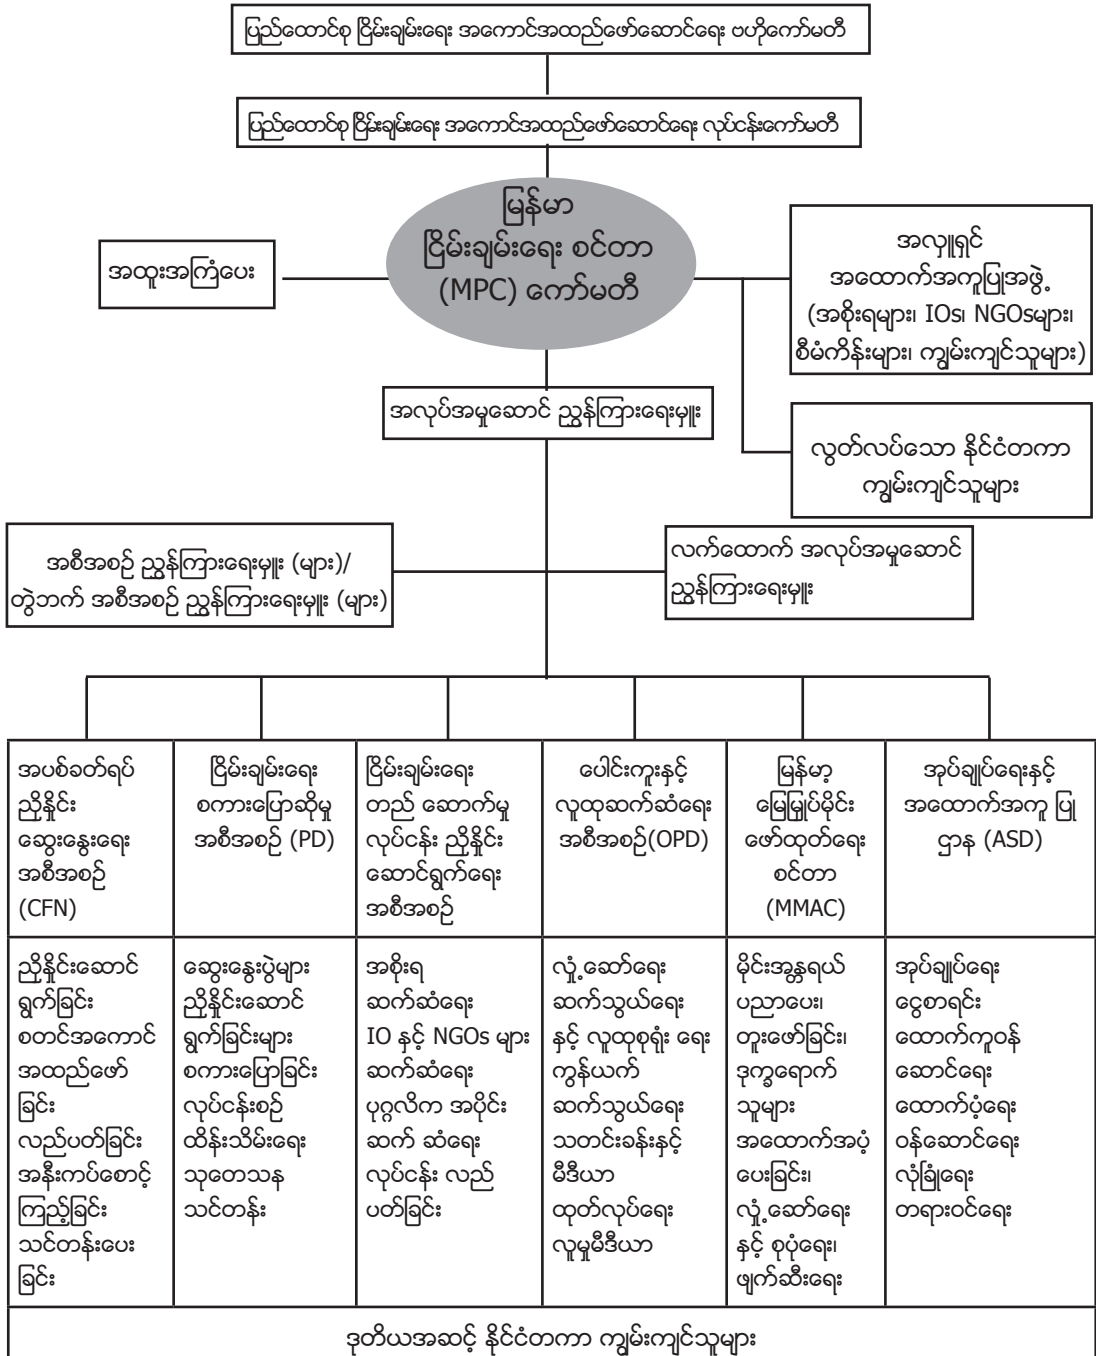 ပြည်ထောင်စု ငြိမ်းချမ်းရေး အကောင်အထည်ဖော်ဆောင်ရေး ဗဟိုကော်မတီ
ပြည်ထောင်စု ငြိမ်းချမ်းရေး အကောင်အထည်ဖော်ဆောင်ရေး လုပ်ငန်းကော်မတီ
မြန်မာ
ငြိမ်းချမ်းရေး စင်တာ
(MPC) ကော်မတီ
အထူးအကြံပေး
အလှူရှင်
အထောက်အကူပြုအဖွဲ့
(အစိုးရများ၊ IOs၊ NGOsများ၊
စီမံကိန်းများ၊ ကျွမ်းကျင်သူများ)
အလုပ်အမှုဆောင် ညွှန်ကြားရေးမှူး
လွတ်လပ်သော နိုင်ငံတကာ
ကျွမ်းကျင်သူများ
အစီအစဉ် ညွှန်ကြားရေးမှူး (များ)/
တွဲဘက် အစီအစဉ် ညွှန်ကြားရေးမှူး (များ)
လက်ထောက် အလုပ်အမှုဆောင်
ညွှန်ကြားရေးမှူး
အပစ်ခတ်ရပ်
ညှိနှိုင်း
ဆွေးနွေးရေး
အစီအစဉ်
(CFN)
ငြိမ်းချမ်းရေး
စကားပြောဆိုမှု
အစီအစဉ် (PD)
ငြိမ်းချမ်းရေး
တည် ဆောက်မှု
လုပ်ငန်း ညှိနှိုင်း
ဆောင်ရွက်ရေး
အစီအစဉ်
ပေါင်းကူးနှင့်
လူထုဆက်ဆံရေး
အစီအစဉ်(OPD)
မြန်မာ့
မြေမြှုပ်မိုင်း
ဖော်ထုတ်ရေး
စင်တာ
(MMAC)
အုပ်ချုပ်ရေးနှင့်
အထောက်အကူ ပြု
ဌာန (ASD)
ညှိနှိုင်းဆောင်
ရွက်ခြင်း
စတင်အကောင်
အထည်ဖော်
ခြင်း
လည်ပတ်ခြင်း
အနီးကပ်စောင့်
ကြည့်ခြင်း
သင်တန်းပေး
ခြင်း
ဆွေးနွေးပွဲများ
ညှိနှိုင်းဆောင်
ရွက်ခြင်းများ
စကားပြောခြင်း
လုပ်ငန်းစဉ်
ထိန်းသိမ်းရေး
သုတေသန
သင်တန်း
အစိုးရ
ဆက်ဆံရေး
IO နှင့် NGOs များ
ဆက်ဆံရေး
ပုဂ္ဂလိက အပိုင်း
ဆက် ဆံရေး
လုပ်ငန်း လည်
ပတ်ခြင်း
လှုံ့ဆော်ရေး
ဆက်သွယ်ရေး
နှင့် လူထုစုရုံး ရေး
ကွန်ယက်
ဆက်သွယ်ရေး
သတင်းခန်းနှင့်
မီဒီယာ
ထုတ်လုပ်ရေး
လူမှုမီဒီယာ
မိုင်းအန္တရယ်
ပညာပေး၊
တူးဖော်ခြင်း၊
ဒုက္ခရောက်
သူများ
အထောက်အပံ့
ပေးခြင်း၊
လှုံ့ဆော်ရေး
နှင့် စုပုံရေး၊
ဖျက်ဆီးရေး
အုပ်ချုပ်ရေး
ငွေစာရင်း
ထောက်ကူဝန်
ဆောင်ရေး
ထောက်ပံ့ရေး
ဝန်ဆောင်ရေး
လုံခြုံရေး
တရားဝင်ရေး
ဒုတိယအဆင့် နိုင်ငံတကာ ကျွမ်းကျင်သူများ